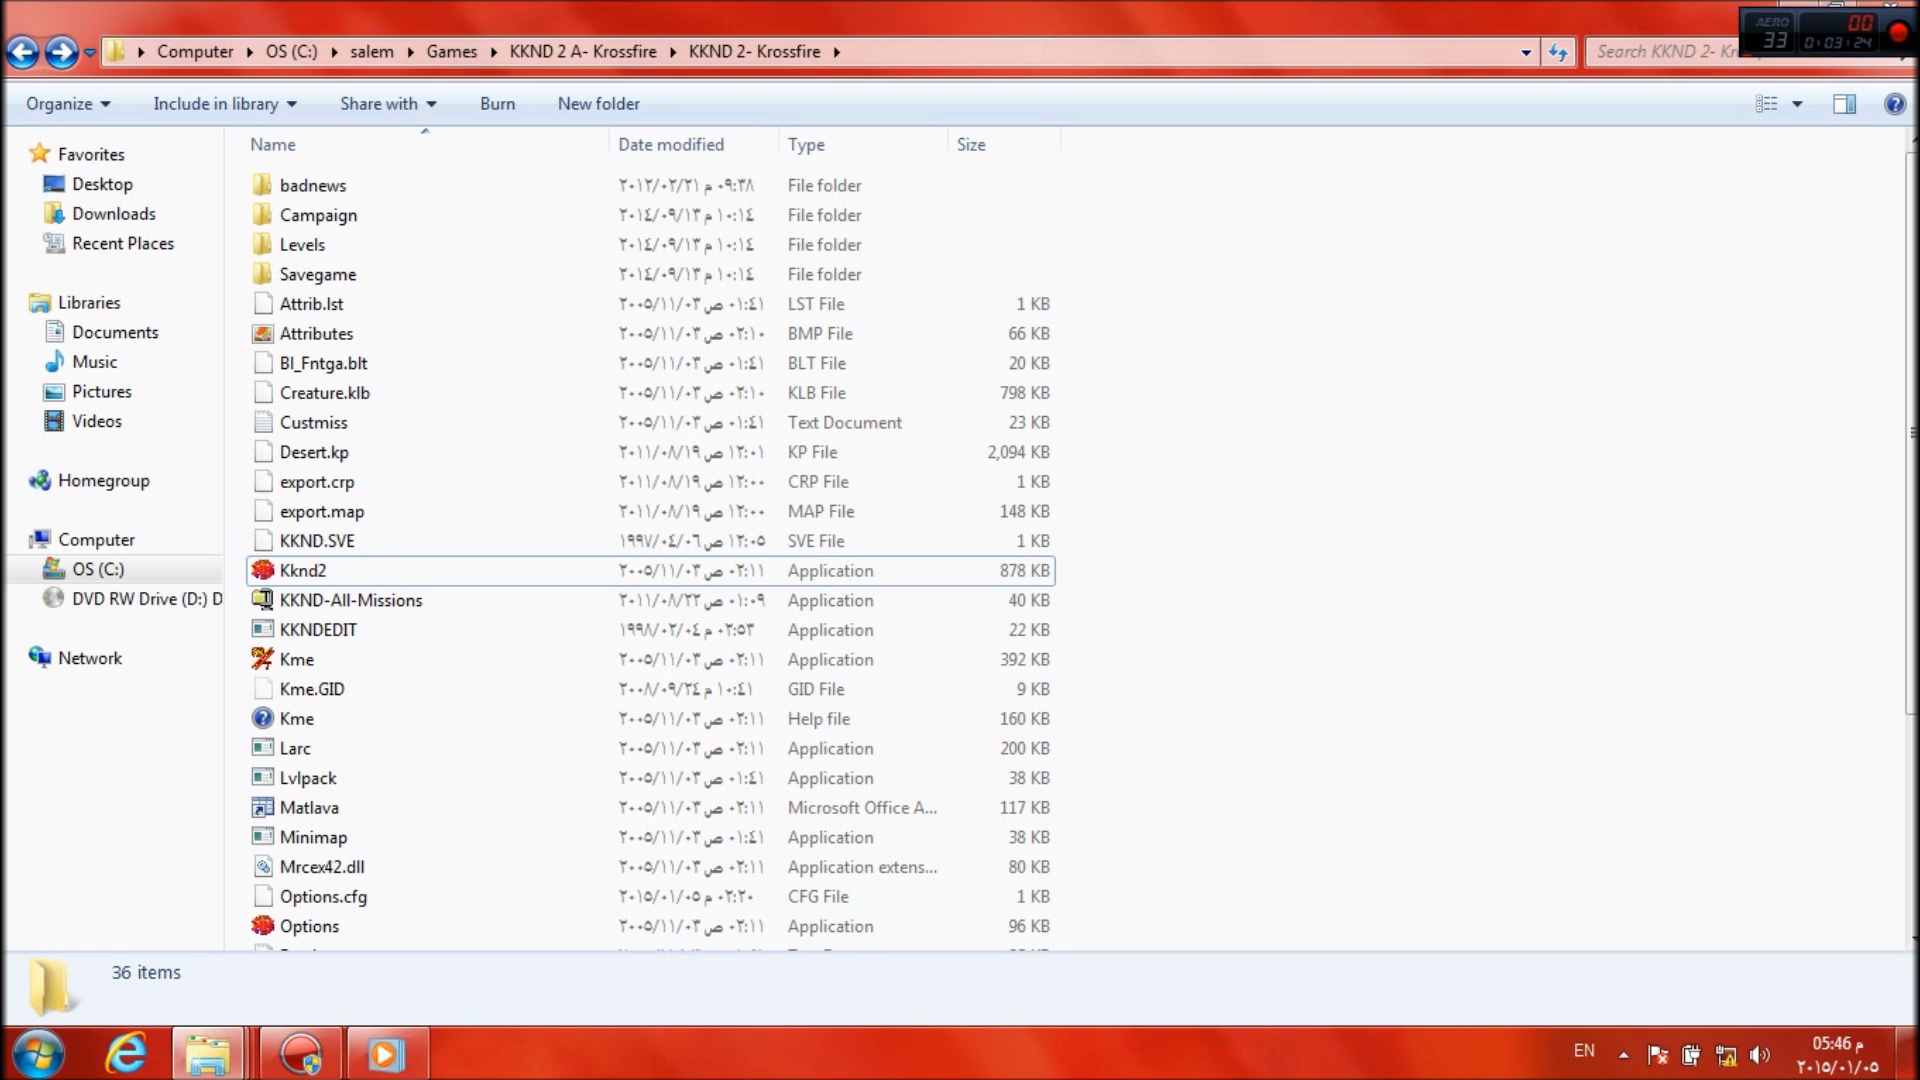 AERO 00
33 0:03:24
Computer OS (C:) salem Games KKND 2 A- Krossfire KKND 2- Krossfire
Search KKND 2- Kr
Organize Include in library Share with Burn New folder
Name Date modified Type Size
Favorites
Desktop
Downloads
Recent Places
Libraries
Documents
Music
Pictures
Videos
Homegroup
Computer
OS (C:)
DVD RW Drive (D:) D
Network
badnews ٢٠١٢/٠٢/٢١ ٠٩:٣٨ م File folder
Campaign ٢٠١٤/٠٩/١٣ ١٠:١٤ م File folder
Levels ٢٠١٤/٠٩/١٣ ١٠:١٤ م File folder
Savegame ٢٠١٤/٠٩/١٣ ١٠:١٤ م File folder
Attrib.lst ٢٠٠٥/١١/٠٣ ٠١:٤١ ص LST File 1 KB
Attributes ٢٠٠٥/١١/٠٣ ٠٢:١٠ ص BMP File 66 KB
Bl_Fntga.blt ٢٠٠٥/١١/٠٣ ٠١:٤١ ص BLT File 20 KB
Creature.klb ٢٠٠٥/١١/٠٣ ٠٢:١٠ ص KLB File 798 KB
Custmiss ٢٠٠٥/١١/٠٣ ٠١:٤١ ص Text Document 23 KB
Desert.kp ٢٠١١/٠٨/١٩ ١٢:٠١ ص KP File 2,094 KB
export.crp ٢٠١١/٠٨/١٩ ١٢:٠٠ ص CRP File 1 KB
export.map ٢٠١١/٠٨/١٩ ١٢:٠٠ ص MAP File 148 KB
KKND.SVE ١٩٩٧/٠٤/٠٦ ١٢:٠٥ ص SVE File 1 KB
Kknd2 ٢٠٠٥/١١/٠٣ ٠٢:١١ ص Application 878 KB
KKND-All-Missions ٢٠١١/٠٨/٢٢ ٠١:٠٩ ص Application 40 KB
KKNDEDIT ١٩٩٨/٠٢/٠٤ ٠٢:٥٣ م Application 22 KB
Kme ٢٠٠٥/١١/٠٣ ٠٢:١١ ص Application 392 KB
Kme.GID ٢٠٠٨/٠٩/٢٤ ١٠:٤١ م GID File 9 KB
Kme ٢٠٠٥/١١/٠٣ ٠٢:١١ ص Help file 160 KB
Larc ٢٠٠٥/١١/٠٣ ٠٢:١١ ص Application 200 KB
Lvlpack ٢٠٠٥/١١/٠٣ ٠١:٤١ ص Application 38 KB
Matlava ٢٠٠٥/١١/٠٣ ٠٢:١١ ص Microsoft Office A... 117 KB
Minimap ٢٠٠٥/١١/٠٣ ٠١:٤١ ص Application 38 KB
Mrcex42.dll ٢٠٠٥/١١/٠٣ ٠٢:١١ ص Application extens... 80 KB
Options.cfg ٢٠١٥/٠١/٠٥ ٠٢:٢٠ م CFG File 1 KB
Options ٢٠٠٥/١١/٠٣ ٠٢:١١ ص Application 96 KB
36 items
EN
05:46 م
٢٠١٥/٠١/٠٥